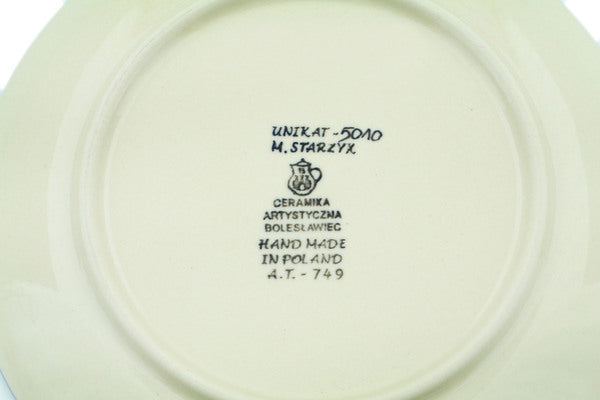 UNIKAT - 5010
M. STARZYK
CERAMIKA
ARTYSTYCZNA
BOLESŁAWIEC
HAND MADE
IN POLAND
A.T. - 749